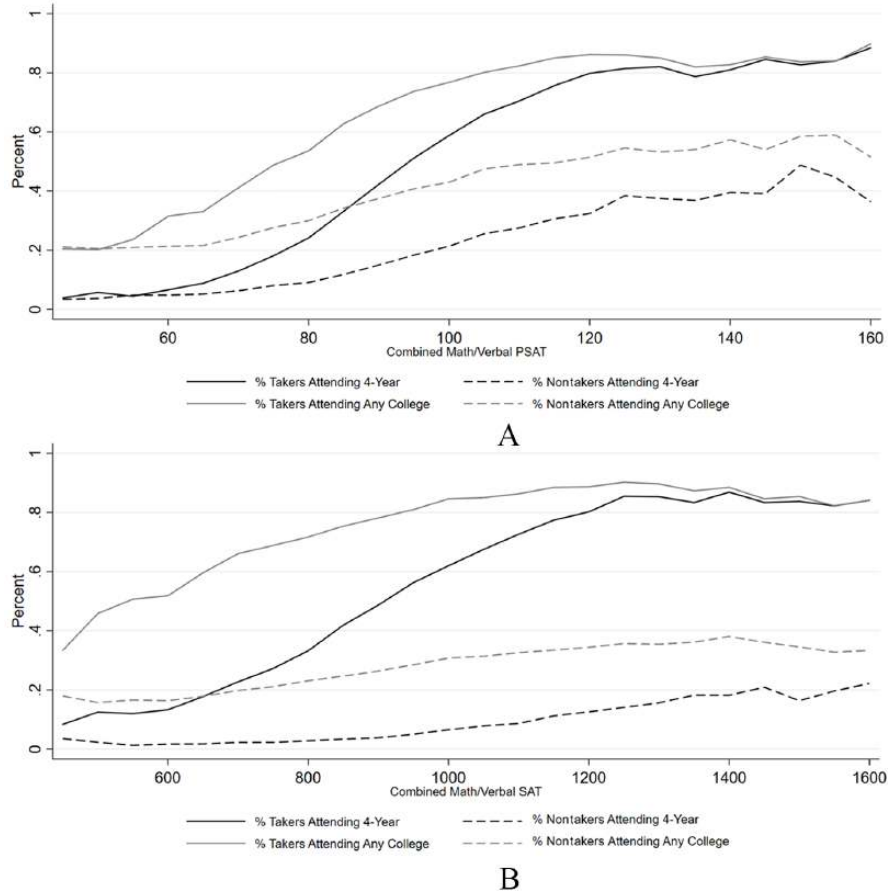 1
.8
.6
.4
.2
0
Percent
60 80 100 120 140 160
Combined Math/Verbal PSAT
% Takers Attending 4-Year % Nontakers Attending 4-Year
% Takers Attending Any College % Nontakers Attending Any College
A
1
.8
.6
.4
.2
0
Percent
600 800 1000 1200 1400 1600
Combined Math/Verbal SAT
% Takers Attending 4-Year % Nontakers Attending 4-Year
% Takers Attending Any College % Nontakers Attending Any College
B